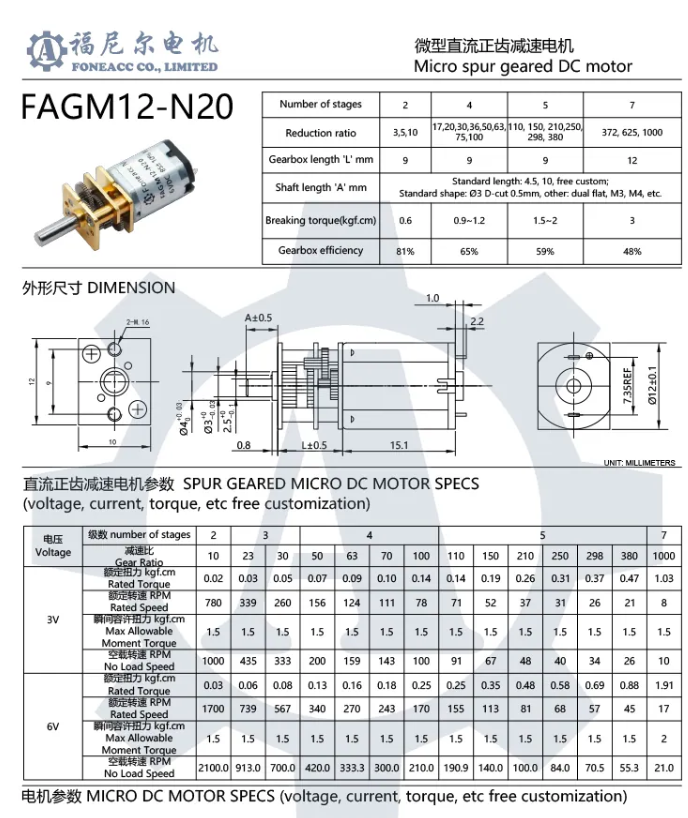 福尼尔电机
FONEACC CO., LIMITED
微型直流正齿减速电机
Micro spur geared DC motor
FAGM12-N20
Number of stages 2 4 5 7
Reduction ratio 3,5,10 17,20,30,36,50,63, 75,100 110, 150, 210,250, 298, 380 372, 625, 1000
Gearbox length 'L' mm 9 9 9 12
Shaft length 'A' mm Standard length: 4.5, 10, free custom;
Standard shape: Ø3 D-cut 0.5mm, other: dual flat, M3, M4, etc.
Breaking torque(kgf.cm) 0.6 0.9~1.2 1.5~2 3
Gearbox efficiency 81% 65% 59% 48%
外形尺寸 DIMENSION
1.0
A±0.5
2.2
12
9
10
0.8
L±0.5
15.1
7.35REF
Ø12±0.1
UNIT: MILLIMETERS
直流正齿减速电机参数 SPUR GEARED MICRO DC MOTOR SPECS
(voltage, current, torque, etc free customization)
电压
Voltage
级数 number of stages 2 3 4 5 7
减速比
Gear Ratio 10 23 30 50 63 70 100 110 150 210 250 298 380 1000
3V
额定扭力 kgf.cm
Rated Torque 0.02 0.03 0.05 0.07 0.09 0.10 0.14 0.14 0.19 0.26 0.31 0.37 0.47 1.03
额定转速 RPM
Rated Speed 780 339 260 156 124 111 78 71 52 37 31 26 21 8
瞬间容许扭力 kgf.cm
Max Allowable
Moment Torque 1.5 1.5 1.5 1.5 1.5 1.5 1.5 1.5 1.5 1.5 1.5 1.5 1.5 1.5
空载转速 RPM
No Load Speed 1000 435 333 200 159 143 100 91 67 48 40 34 26 10
6V
额定扭力 kgf.cm
Rated Torque 0.03 0.06 0.08 0.13 0.16 0.18 0.25 0.25 0.35 0.48 0.58 0.69 0.88 1.91
额定转速 RPM
Rated Speed 1700 739 567 340 270 243 170 155 113 81 68 57 45 17
瞬间容许扭力 kgf.cm
Max Allowable
Moment Torque 1.5 1.5 1.5 1.5 1.5 1.5 1.5 1.5 1.5 1.5 1.5 1.5 1.5 2
空载转速 RPM
No Load Speed 2100.0 913.0 700.0 420.0 333.3 300.0 210.0 190.9 140.0 100.0 84.0 70.5 55.3 21.0
电机参数 MICRO DC MOTOR SPECS (voltage, current, torque, etc free customization)